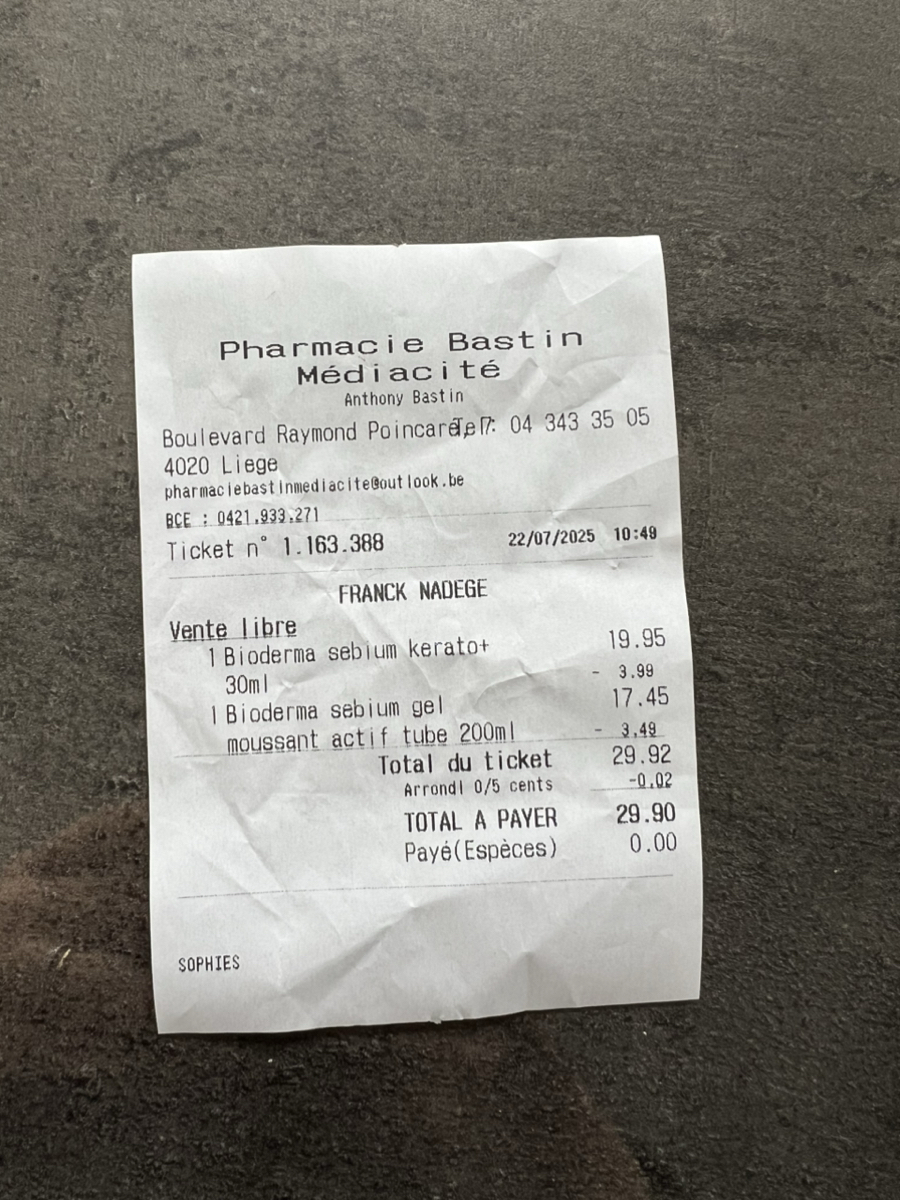 Pharmacie Bastin
Médiacité
Anthony Bastin
Boulevard Raymond Poincaré, 7 Tel: 04 343 35 05
4020 Liege
pharmaciebastinmediacite@outlook.be
BCE : 0421.933.271
Ticket n° 1.163.388 22/07/2025 10:49
FRANCK NADEGE
Vente libre
1 Bioderma sebium kerato+ 19.95
30ml - 3.99
1 Bioderma sebium gel 17.45
moussant actif tube 200ml - 3.49
Total du ticket 29.92
Arrondi 0/5 cents -0.02
TOTAL A PAYER 29.90
Payé(Espèces) 0.00
SOPHIES